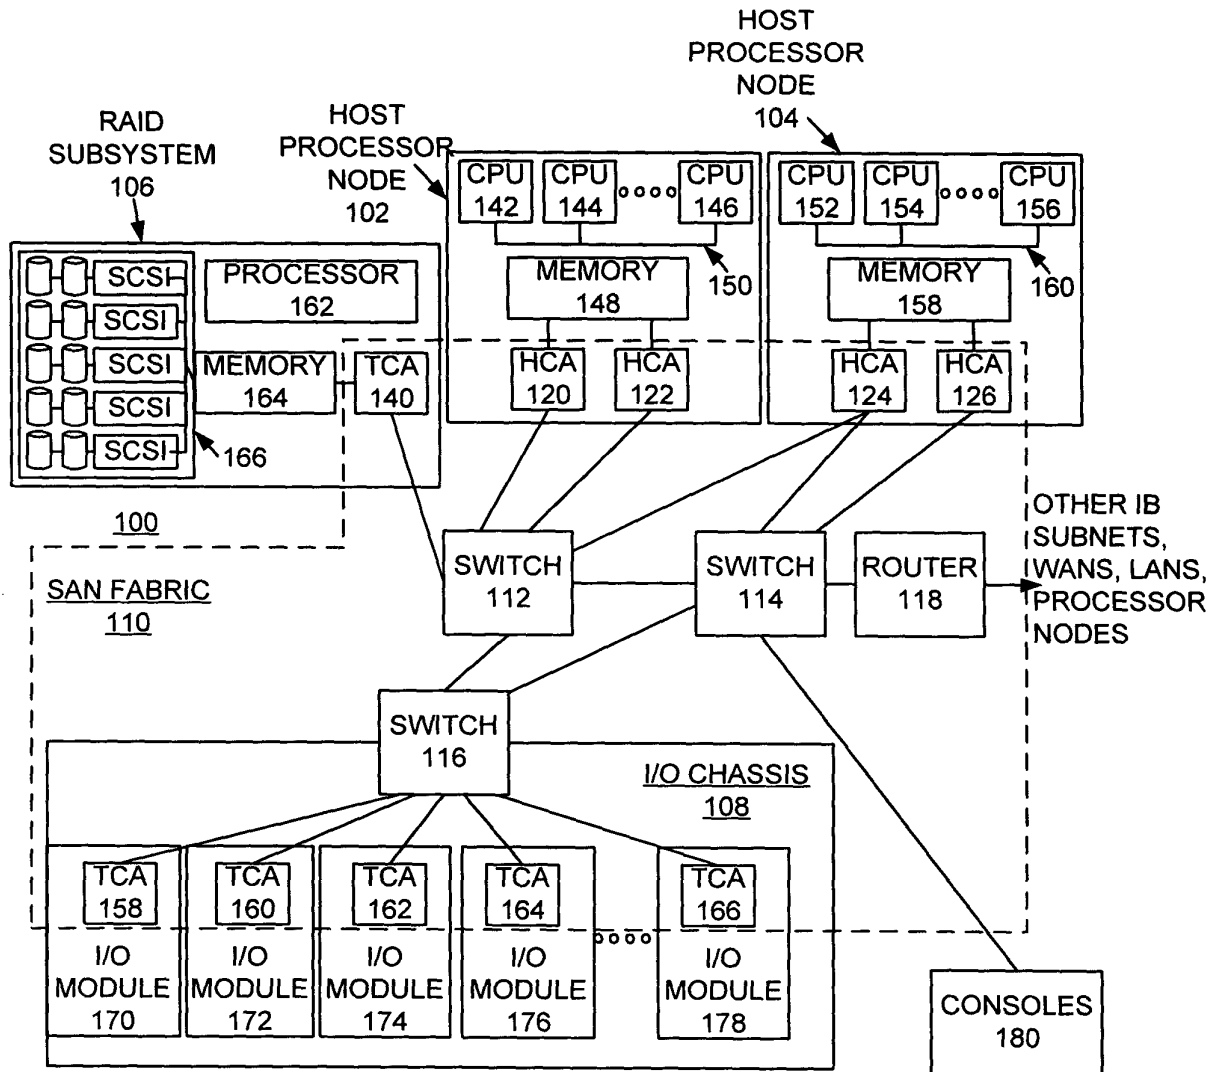 HOST
PROCESSOR
NODE
104
RAID
SUBSYSTEM
106
HOST
PROCESSOR
NODE
102
CPU
142
CPU
144
CPU
146
150
CPU
152
CPU
154
CPU
156
160
SCSI
SCSI
SCSI
SCSI
SCSI
166
PROCESSOR
162
MEMORY
164
TCA
140
MEMORY
148
HCA
120
HCA
122
MEMORY
158
HCA
124
HCA
126
100
SAN FABRIC
110
SWITCH
112
SWITCH
114
ROUTER
118
OTHER IB
SUBNETS,
WANS, LANS,
PROCESSOR
NODES
SWITCH
116
I/O CHASSIS
108
TCA
158
I/O
MODULE
170
TCA
160
I/O
MODULE
172
TCA
162
I/O
MODULE
174
TCA
164
I/O
MODULE
176
TCA
166
I/O
MODULE
178
CONSOLES
180